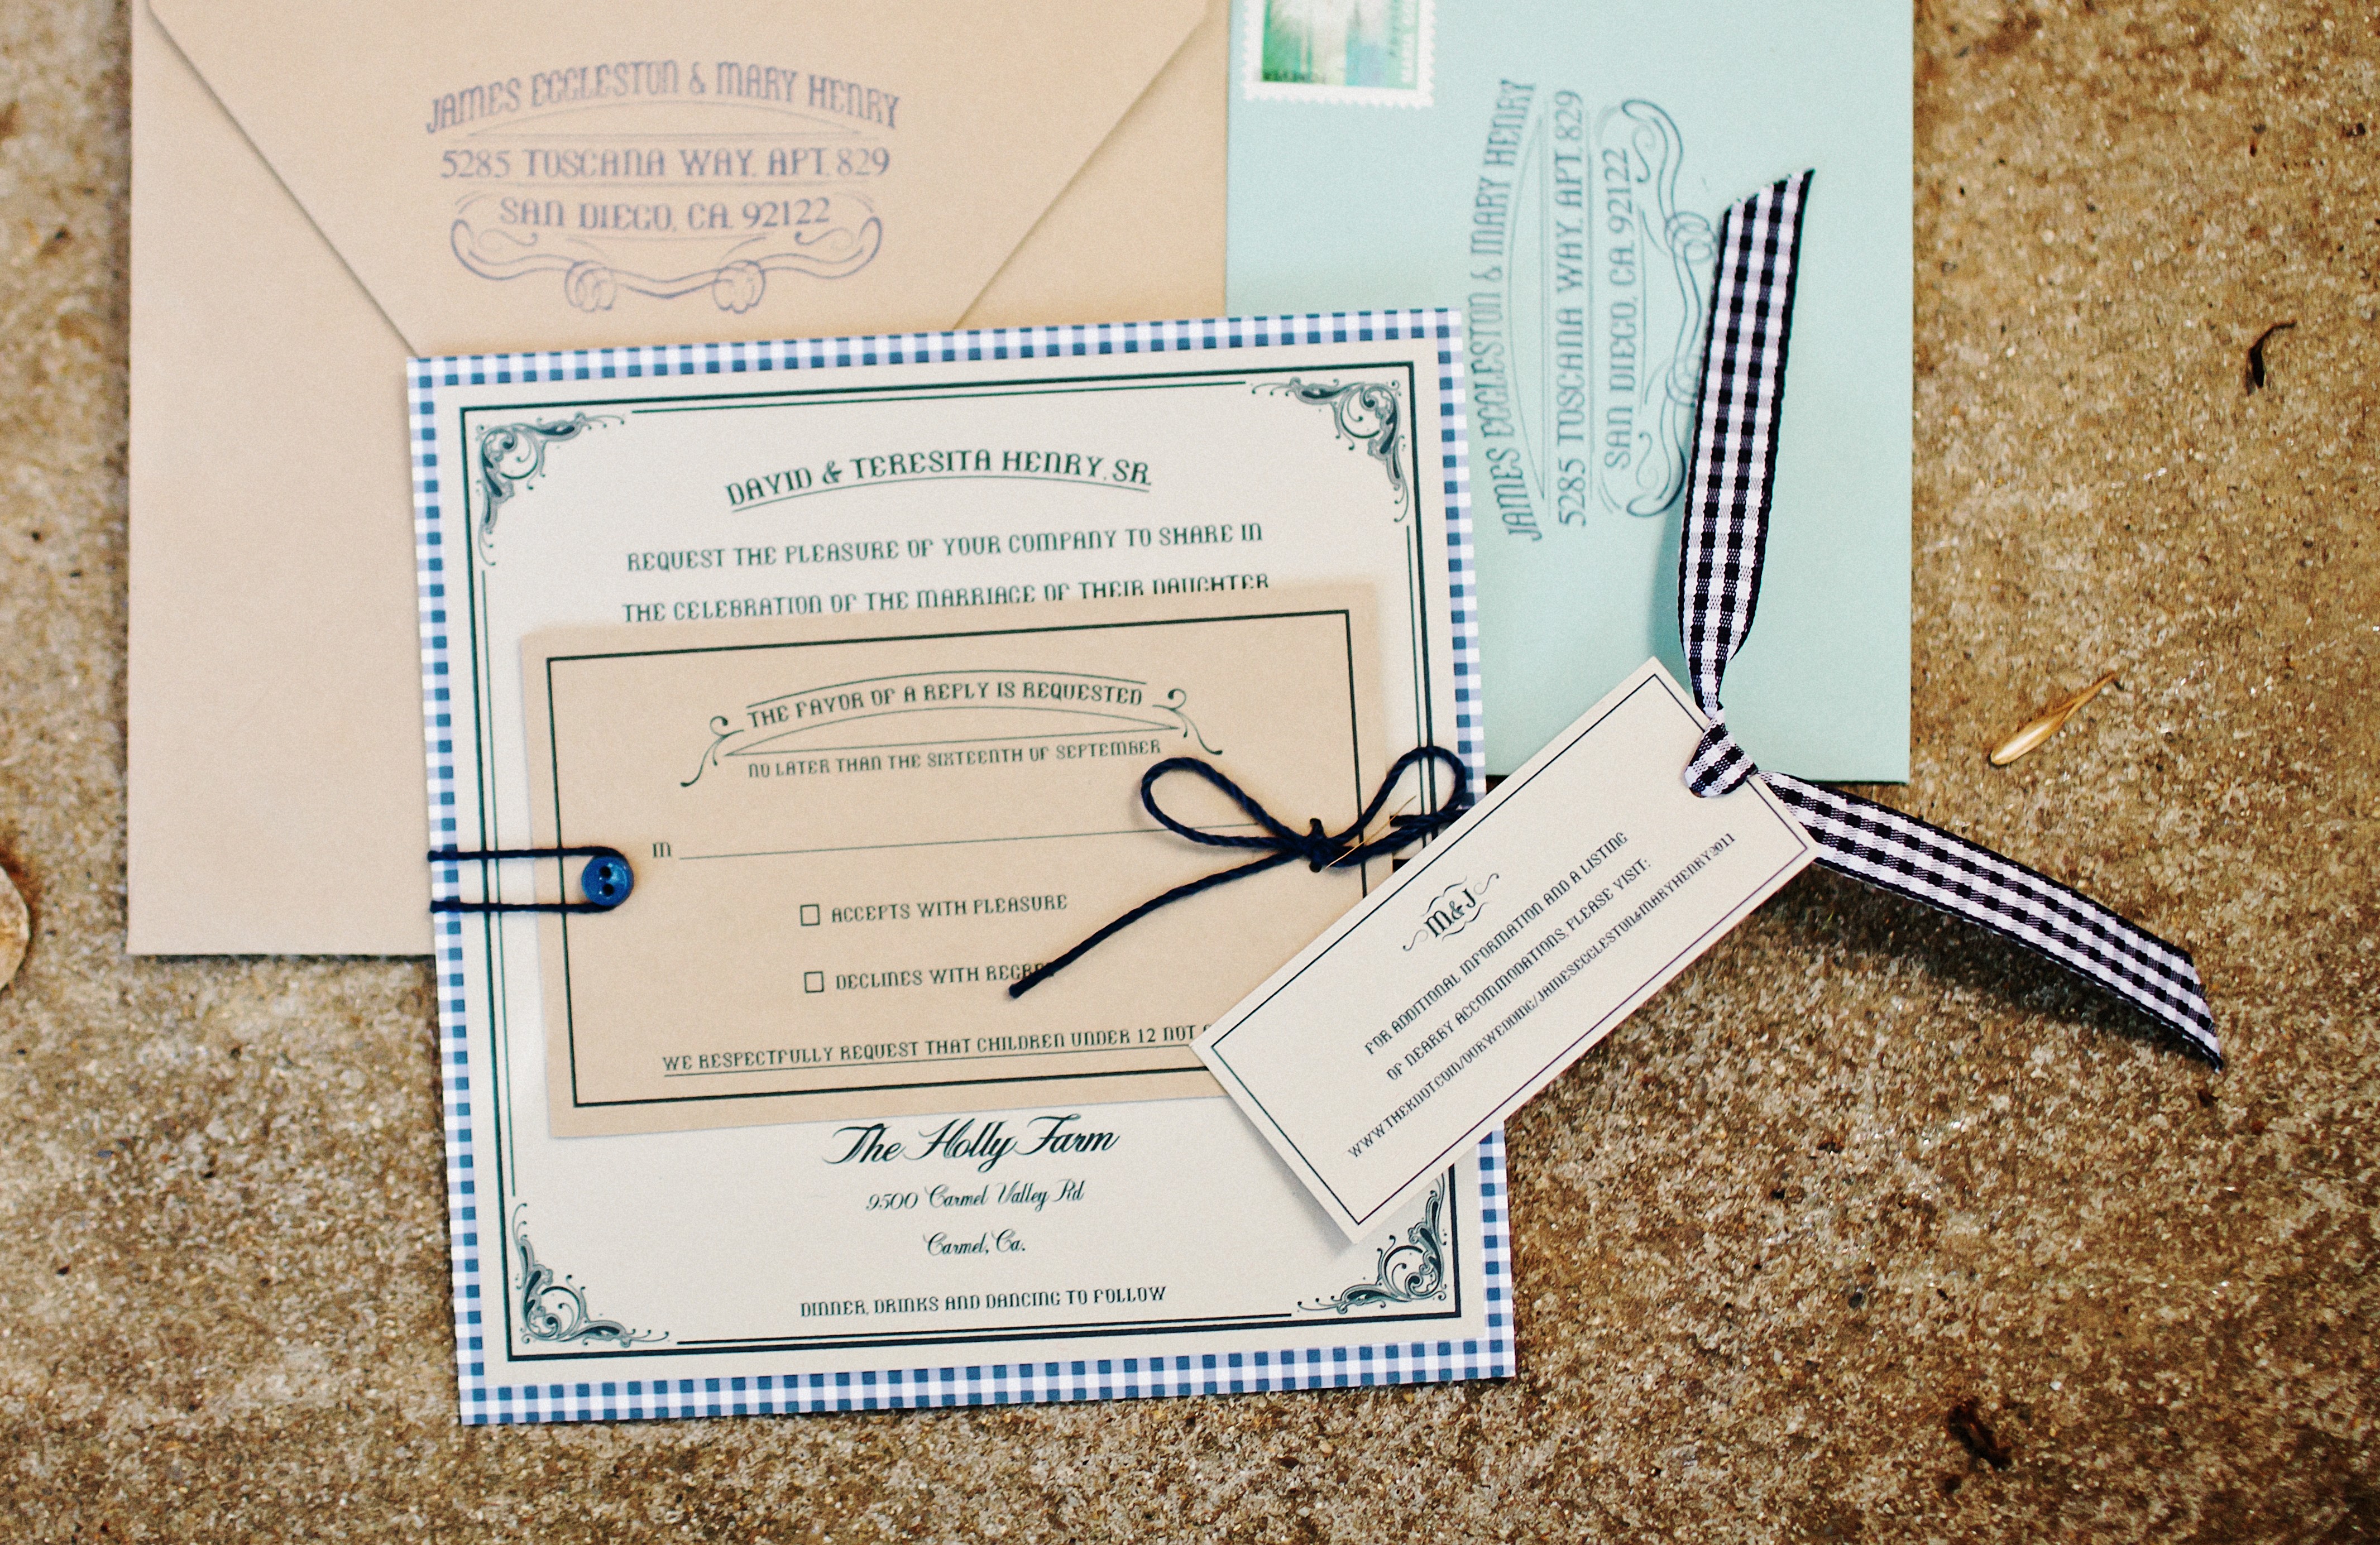 JAMES ECCLESTON & MARY HENRY
5285 TOSCANA WAY, APT. 829
SAN DIEGO, CA. 92122
JAMES ECCLESTON & MARY HENRY
5285 TOSCANA WAY, APT. 829
SAN DIEGO, CA. 92122
DAVID & TERESITA HENRY, SR.
REQUEST THE PLEASURE OF YOUR COMPANY TO SHARE IN
THE CELEBRATION OF THE MARRIAGE OF THEIR DAUGHTER
THE FAVOR OF A REPLY IS REQUESTED
NO LATER THAN THE SIXTEENTH OF SEPTEMBER
M
ACCEPTS WITH PLEASURE
DECLINES WITH
WE RESPECTFULLY REQUEST THAT CHILDREN UNDER 12 NOT
The Holly Farm
9500 Carmel Valley Rd
Carmel, Ca.
DINNER, DRINKS AND DANCING TO FOLLOW
M&J
FOR ADDITIONAL INFORMATION AND A LISTING
OF NEARBY ACCOMMODATIONS, PLEASE VISIT:
WWW.THEKNOT.COM/OURWEDDING/JAMESECCLESTON&MARYHENRY2011